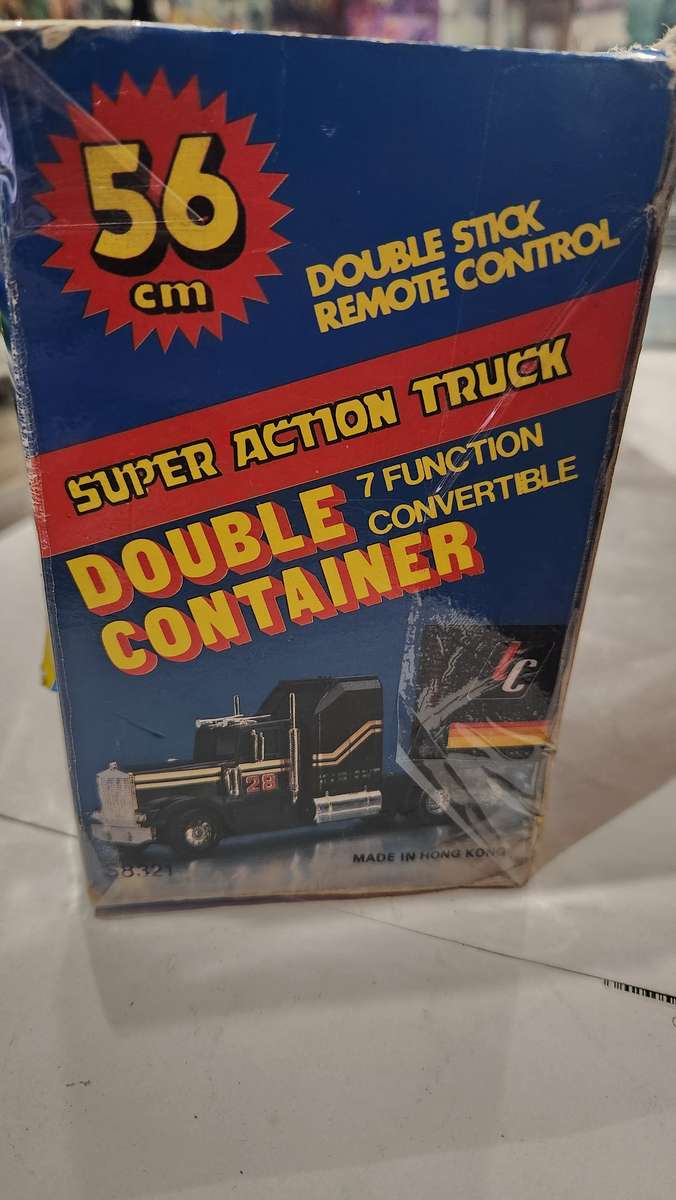 56
cm
DOUBLE STICK
REMOTE CONTROL
SUPER ACTION TRUCK
DOUBLE
7 FUNCTION
CONVERTIBLE
CONTAINER
28
MADE IN HONG KONG